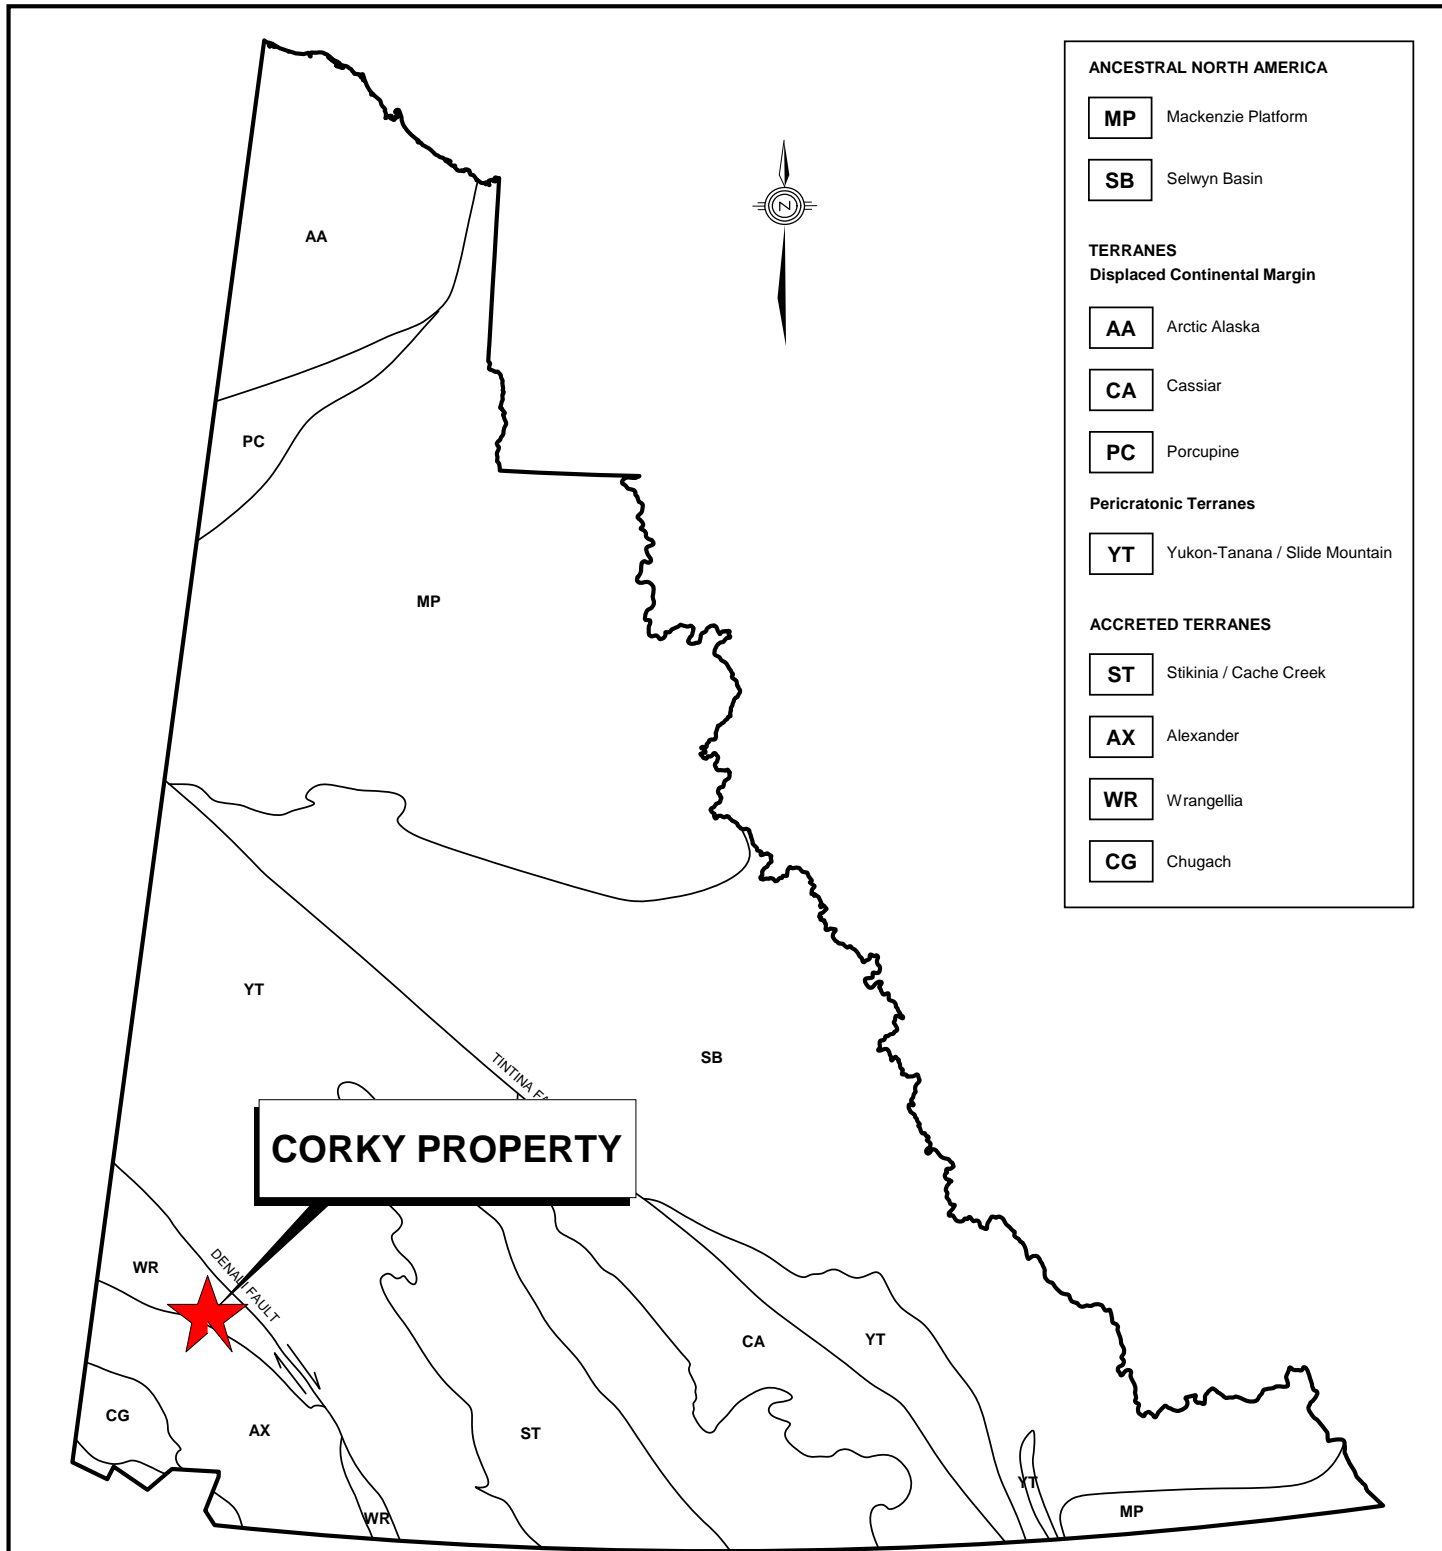 ANCESTRAL NORTH AMERICA
MP Mackenzie Platform
SB Selwyn Basin
TERRANES
Displaced Continental Margin
AA Arctic Alaska
CA Cassiar
PC Porcupine
Pericratonic Terranes
YT Yukon-Tanana / Slide Mountain
ACCRETED TERRANES
ST Stikinia / Cache Creek
AX Alexander
WR Wrangellia
CG Chugach
N
AA
PC
MP
YT
SB
TINTINA
CORKY PROPERTY
WR
DENALI FAULT
CA
YT
CG
AX
ST
YT
WR
MP